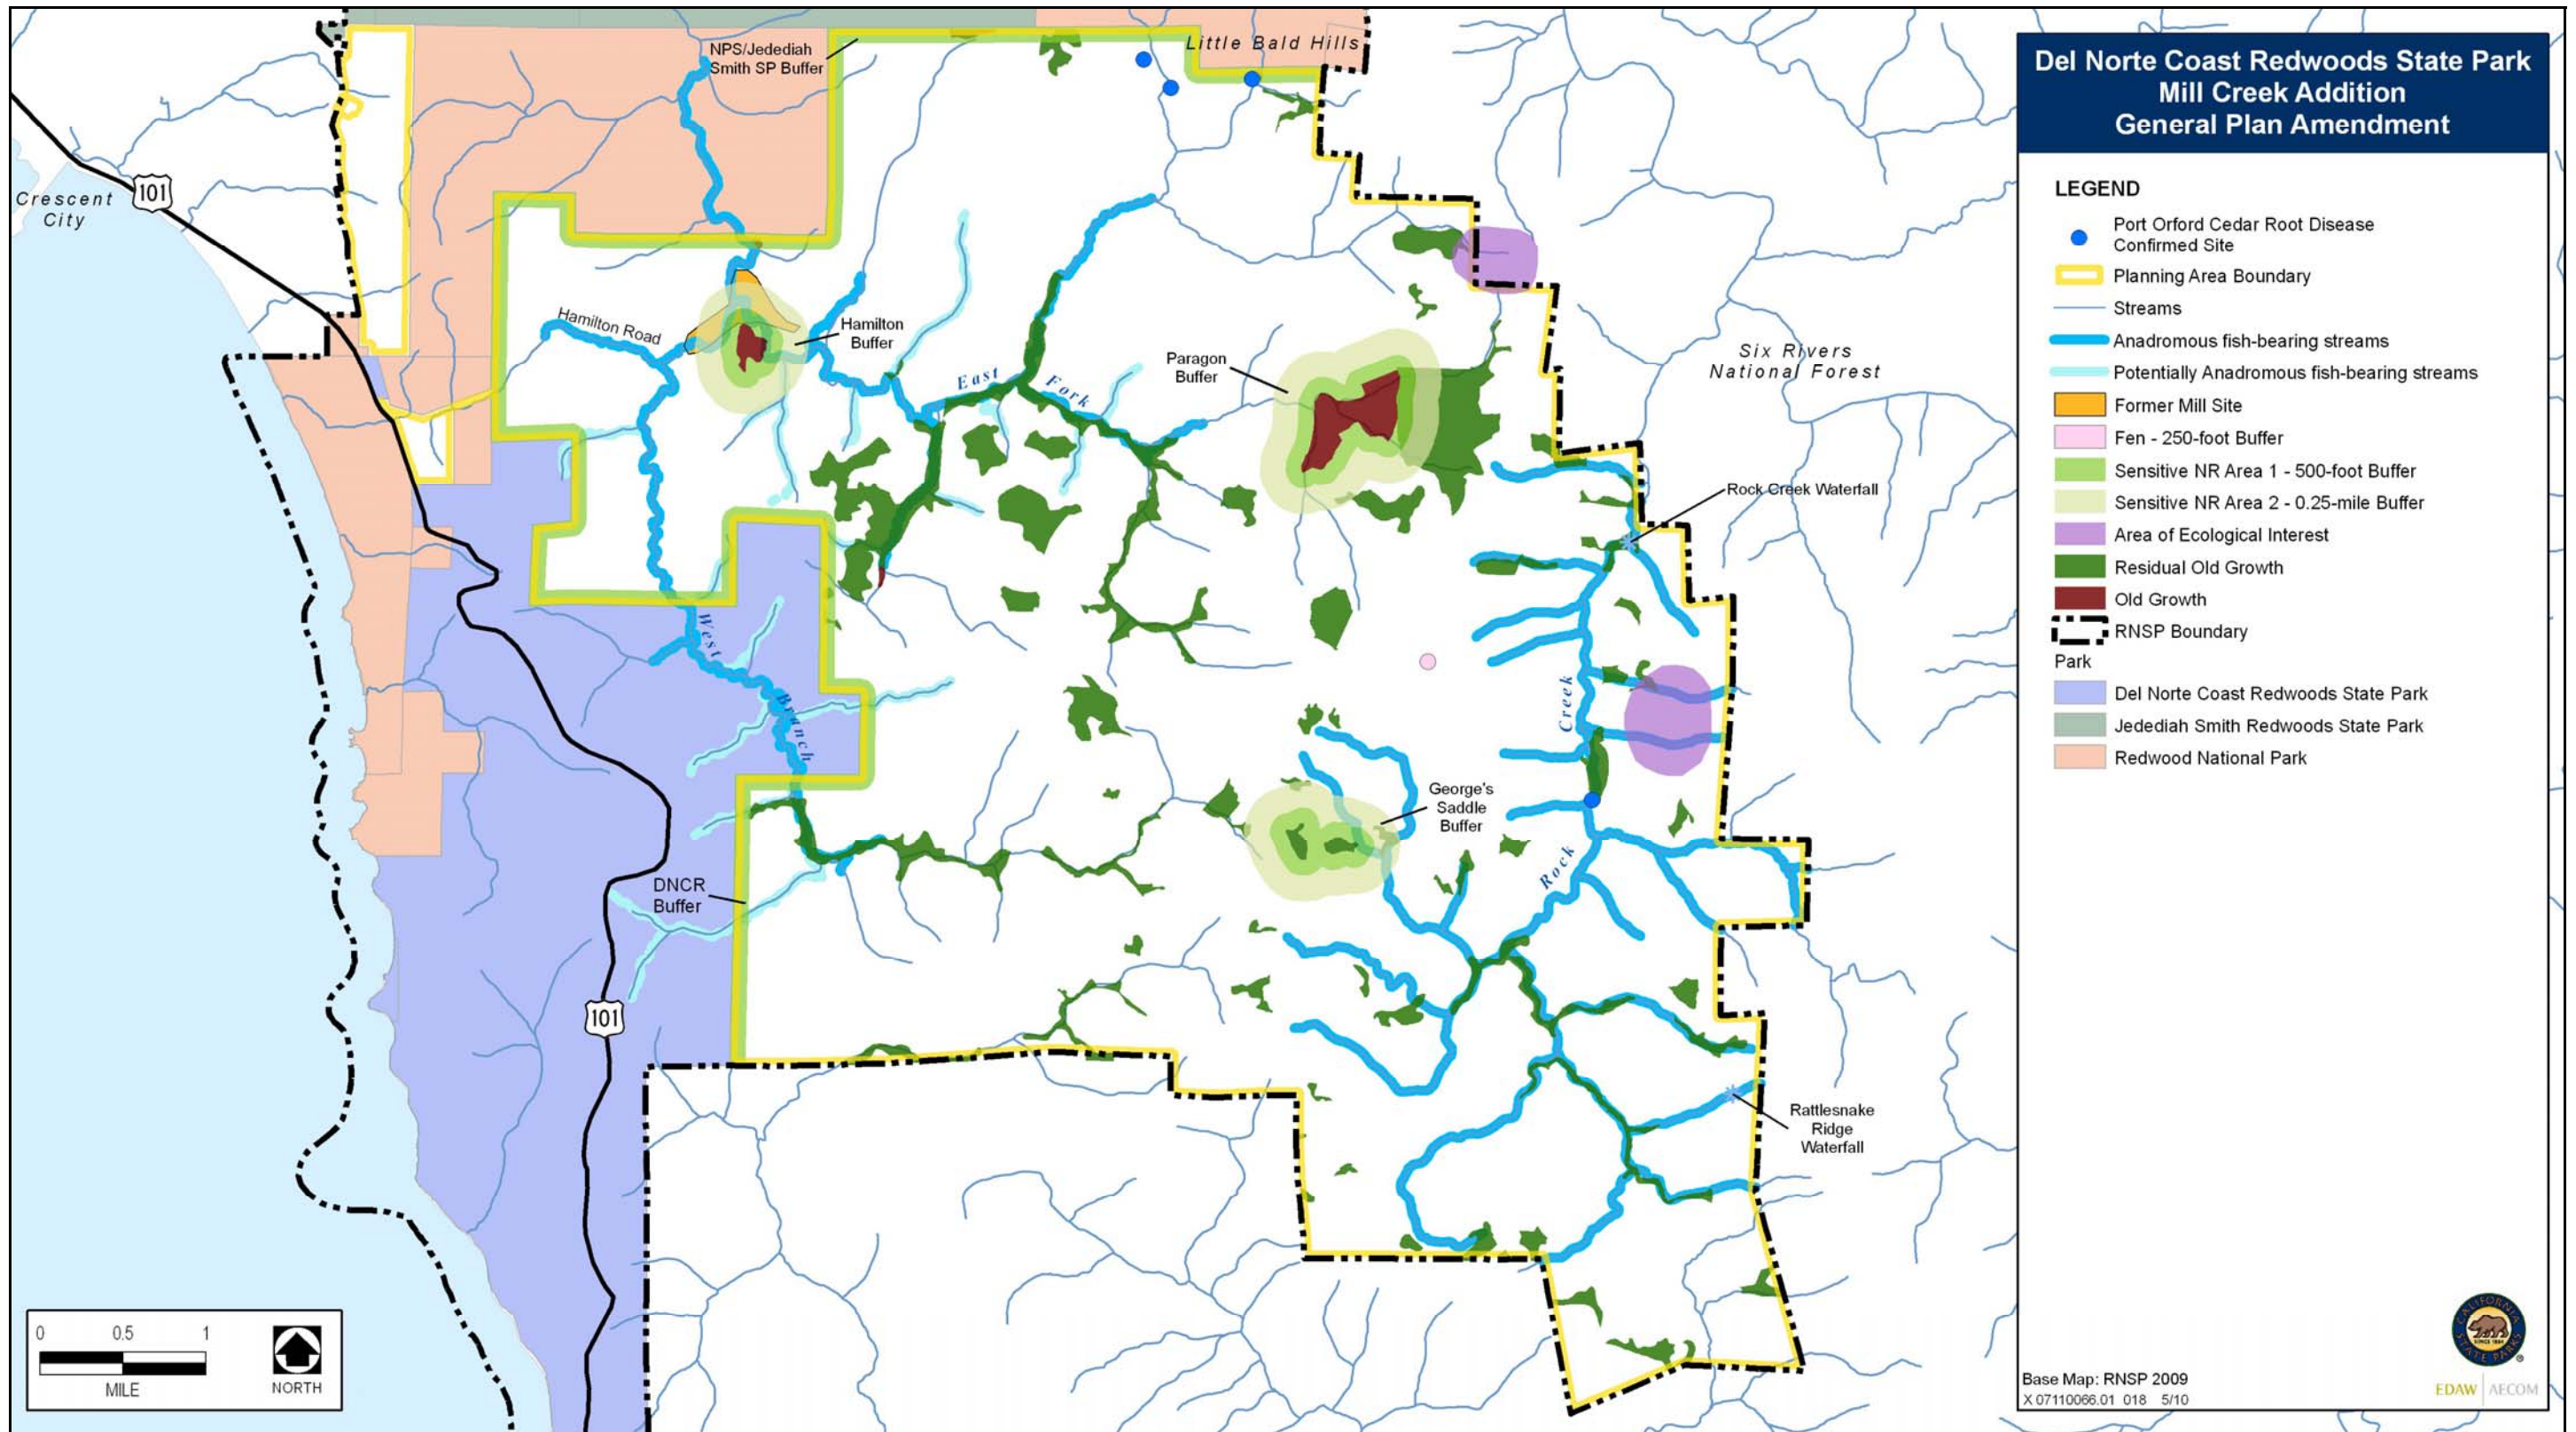 Del Norte Coast Redwoods State Park
Mill Creek Addition
General Plan Amendment
LEGEND
Port Orford Cedar Root Disease
Confirmed Site
Planning Area Boundary
Streams
Anadromous fish-bearing streams
Potentially Anadromous fish-bearing streams
Former Mill Site
Fen - 250-foot Buffer
Sensitive NR Area 1 - 500-foot Buffer
Sensitive NR Area 2 - 0.25-mile Buffer
Area of Ecological Interest
Residual Old Growth
Old Growth
RNSP Boundary
Park
Del Norte Coast Redwoods State Park
Jedediah Smith Redwoods State Park
Redwood National Park
NPS/Jedediah
Smith SP Buffer
Little Bald Hills
Crescent
City
101
Hamilton Road
Hamilton
Buffer
East Fork
Paragon
Buffer
Six Rivers
National Forest
Rock Creek Waterfall
West Branch
Rock Creek
George's
Saddle
Buffer
DNCR
Buffer
101
Rattlesnake
Ridge
Waterfall
0 0.5 1
MILE
NORTH
CALIFORNIA
SINCE 1864
STATE PARKS
Base Map: RNSP 2009
X 07110066.01 018 5/10
EDAW AECOM